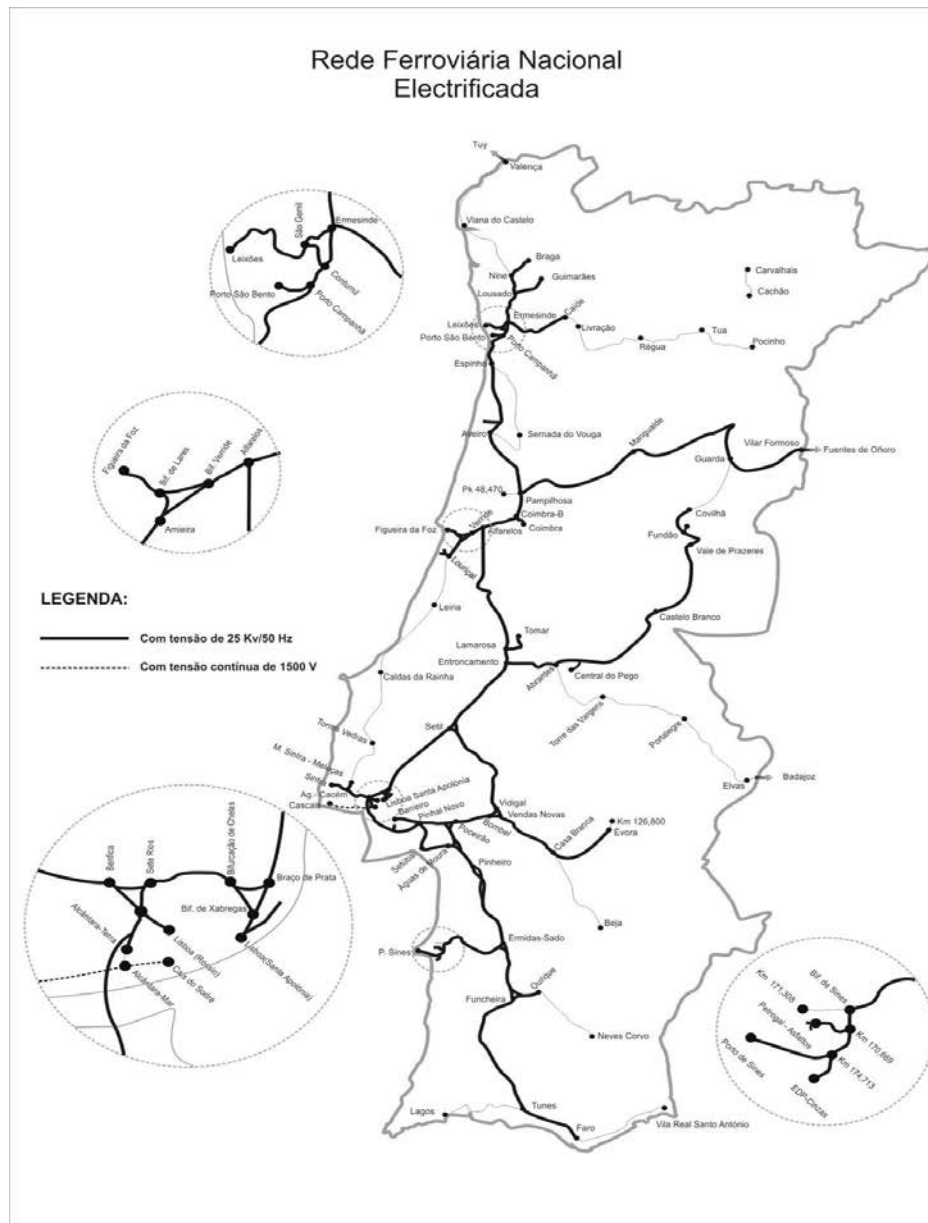 Rede Ferroviária Nacional
Electrificada
Tuy
Valença
Viana do Castelo
São Gemil
Ermesinde
Leixões
Contumil
Porto São Bento
Porto Campanhã
Braga
Nine
Guimarães
Lousado
Carvalhais
Cachão
Ermesinde
Caíde
Leixões
Livração
Tua
Porto São Bento
Porto Campanhã
Régua
Pocinho
Espinho
Aveiro
Sernada do Vouga
Mangualde
Vilar Formoso
Fuentes de Oñoro
Guarda
Figueira da Foz
Bif. de Lares
Bif. Verride
Alfarelos
Amieira
Pk 48,470
Pampilhosa
Coimbra-B
Coimbra
Figueira da Foz
Verride
Alfarelos
Covilhã
Fundão
Vale de Prazeres
Louriçal
LEGENDA:
Com tensão de 25 Kv/50 Hz
Com tensão contínua de 1500 V
Leiria
Castelo Branco
Tomar
Lamarosa
Entroncamento
Abrantes
Central do Pego
Caldas da Rainha
Torre das Vargens
Setil
Portalegre
Torres Vedras
M. Sintra - Meleças
Sintra
Elvas
Badajoz
Ag.- Cacém
Cascais
Lisboa Santa Apolónia
Barreiro
Pinhal Novo
Vidigal
Vendas Novas
Bombel
Poceirão
Km 126,800
Évora
Casa Branca
Setúbal
Águas de Moura
Pinheiro
Benfica
Sete Rios
Bifurcação de Chelas
Braço de Prata
Bif. de Xabregas
Alcântara-Terra
Lisboa (Rossio)
Lisboa(Santa Apolónia)
Cais do Sodré
Alcântara-Mar
Beja
P. Sines
Ermidas-Sado
Ourique
Funcheira
Neves Corvo
Km 171,308
Bif. de Sines
Petrogal - Asfaltos
Km 170,869
Porto de Sines
Km 174,713
EDP-Cinzas
Lagos
Tunes
Faro
Vila Real Santo António